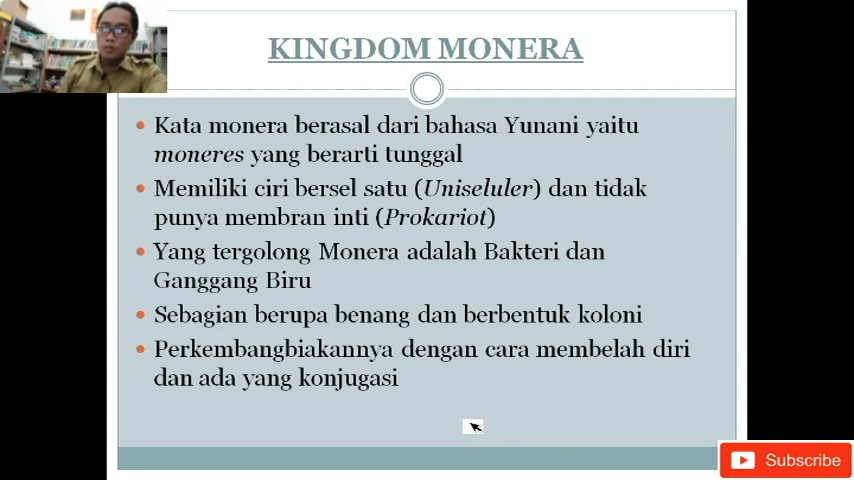 KINGDOM MONERA
Kata monera berasal dari bahasa Yunani yaitu
moneres yang berarti tunggal
Memiliki ciri bersel satu (Uniseluler) dan tidak
punya membran inti (Prokariot)
Yang tergolong Monera adalah Bakteri dan
Ganggang Biru
Sebagian berupa benang dan berbentuk koloni
Perkembangbiakannya dengan cara membelah diri
dan ada yang konjugasi
Subscribe